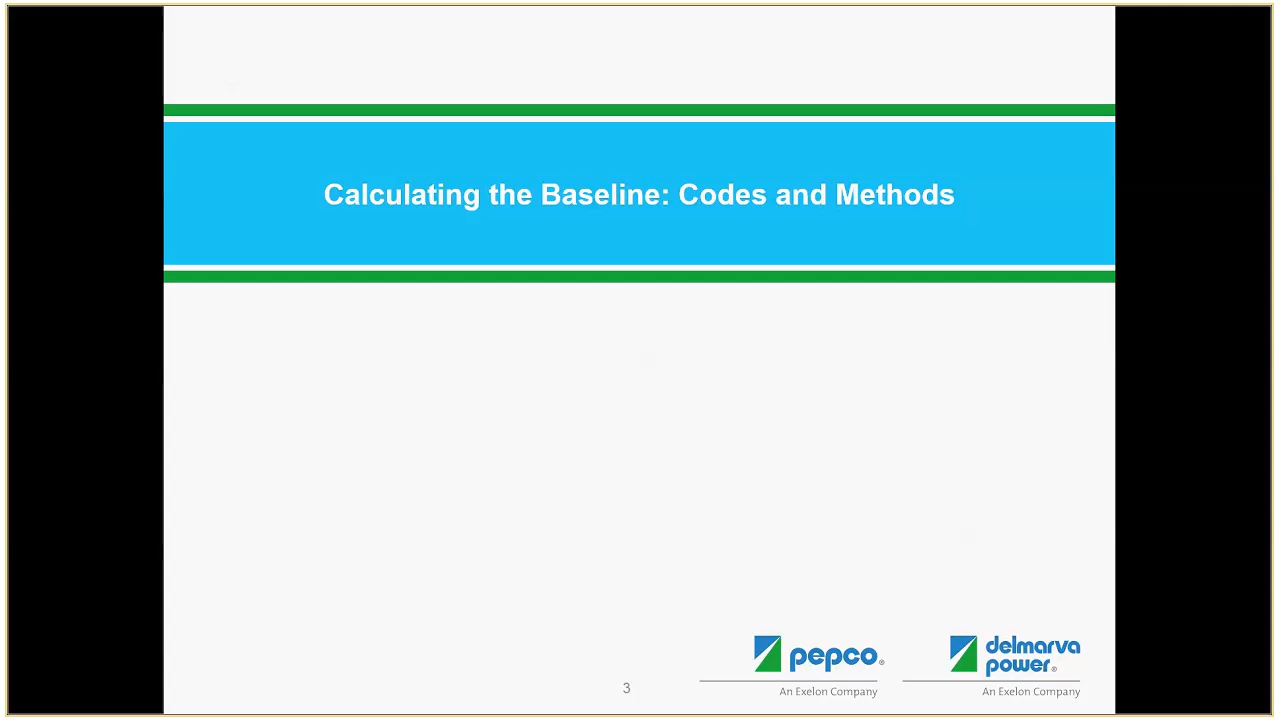 Calculating the Baseline: Codes and Methods
pepco®
An Exelon Company
delmarva
power®
An Exelon Company
3